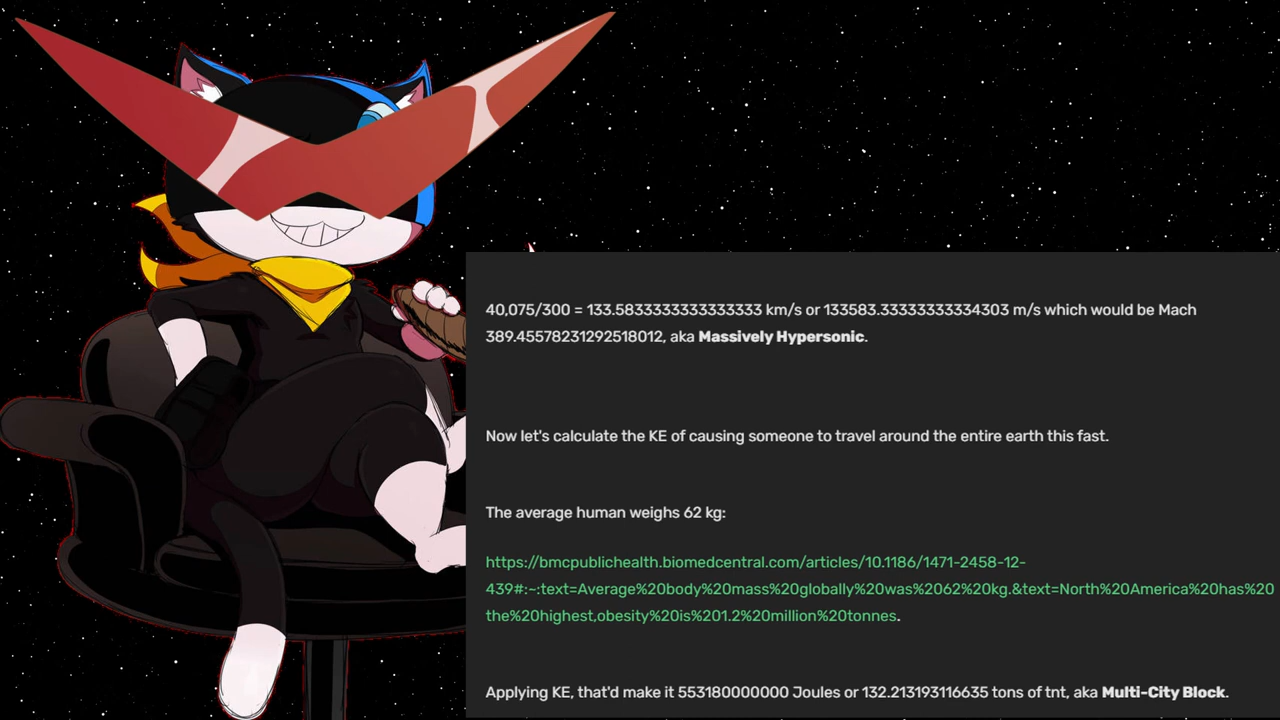 40,075/300 = 133.5833333333333333 km/s or 133583.33333333334303 m/s which would be Mach
389.45578231292518012, aka Massively Hypersonic.
Now let's calculate the KE of causing someone to travel around the entire earth this fast.
The average human weighs 62 kg:
https://bmcpublichealth.biomedcentral.com/articles/10.1186/1471-2458-12-
439#:~:text=Average%20body%20mass%20globally%20was%2062%20kg.&text=North%20America%20has%20
the%20highest,obesity%20is%201.2%20million%20tonnes.
Applying KE, that'd make it 553180000000 Joules or 132.213193116635 tons of tnt, aka Multi-City Block.